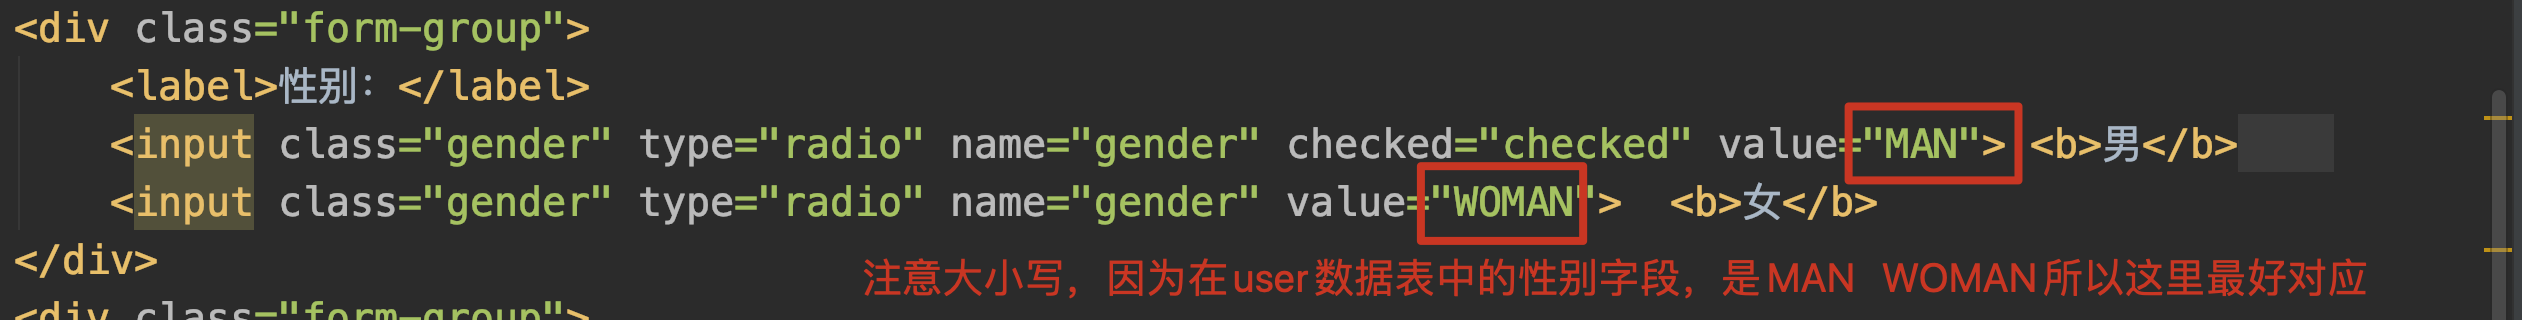 <div class="form-group">
<label>性别：</label>
<input class="gender" type="radio" name="gender" checked="checked" value="MAN"> <b>男</b>
<input class="gender" type="radio" name="gender" value="WOMAN">  <b>女</b>
</div>
注意大小写，因为在user数据表中的性别字段，是MAN  WOMAN所以这里最好对应
<div class="form-group">